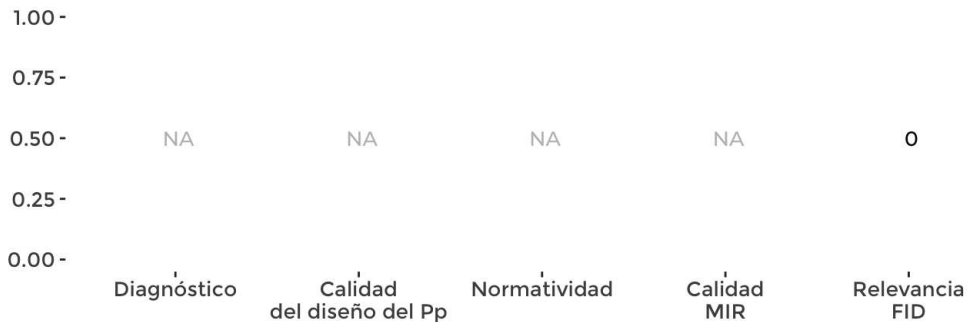 1.00
0.75
0.50
NA NA NA NA 0
0.25
0.00
Diagnóstico Calidad Normatividad Calidad Relevancia
del diseño del Pp MIR FID